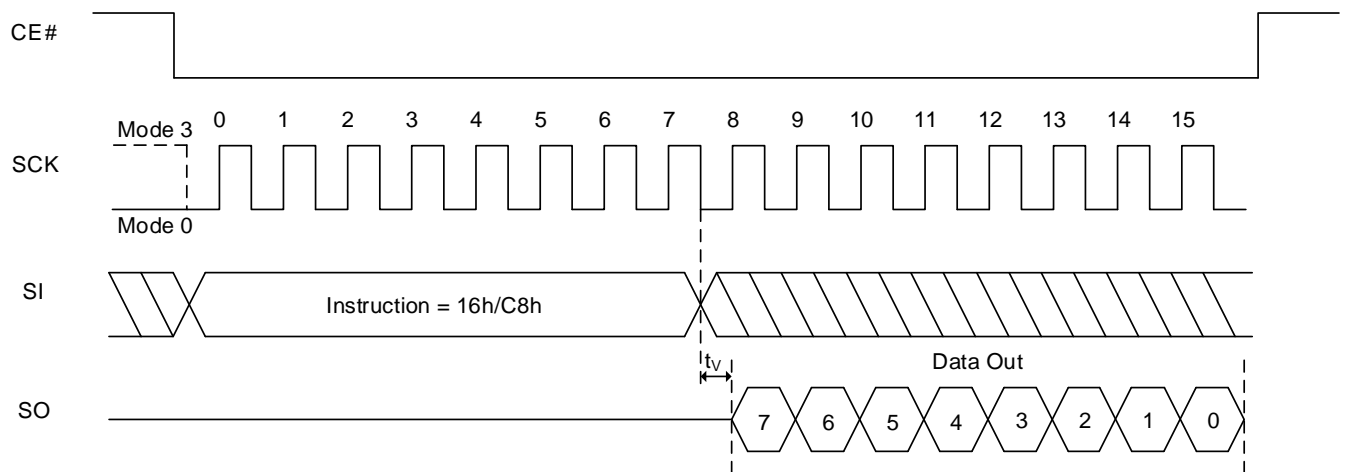 CE#
Mode 3
0 1 2 3 4 5 6 7 8 9 10 11 12 13 14 15
SCK
Mode 0
SI
Instruction = 16h/C8h
tV
Data Out
SO
7 6 5 4 3 2 1 0